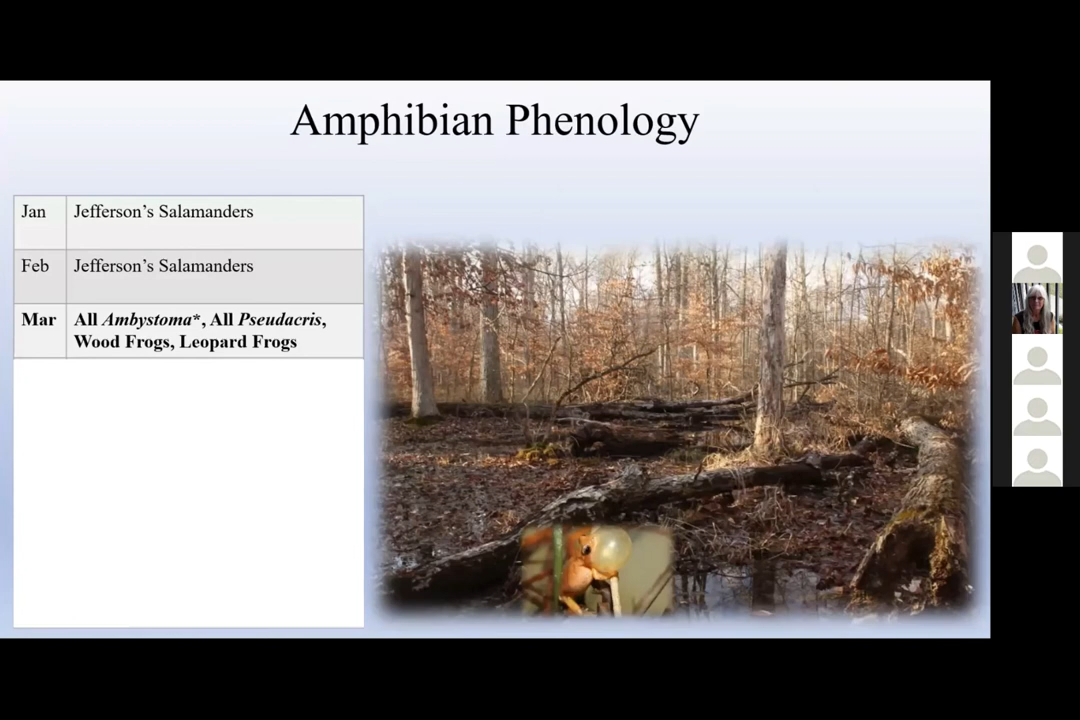 Amphibian Phenology
Jan Jefferson’s Salamanders
Feb Jefferson’s Salamanders
Mar All Ambystoma*, All Pseudacris,
Wood Frogs, Leopard Frogs